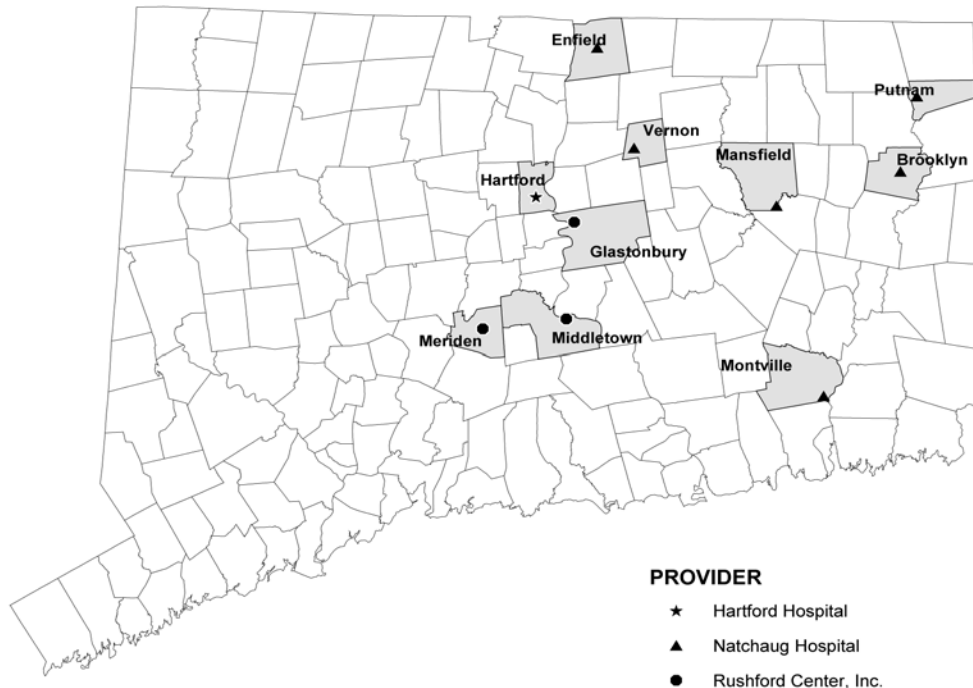 Enfield
Putnam
Vernon
Mansfield
Brooklyn
Hartford
Glastonbury
Meriden
Middletown
Montville
PROVIDER
Hartford Hospital
Natchaug Hospital
Rushford Center, Inc.